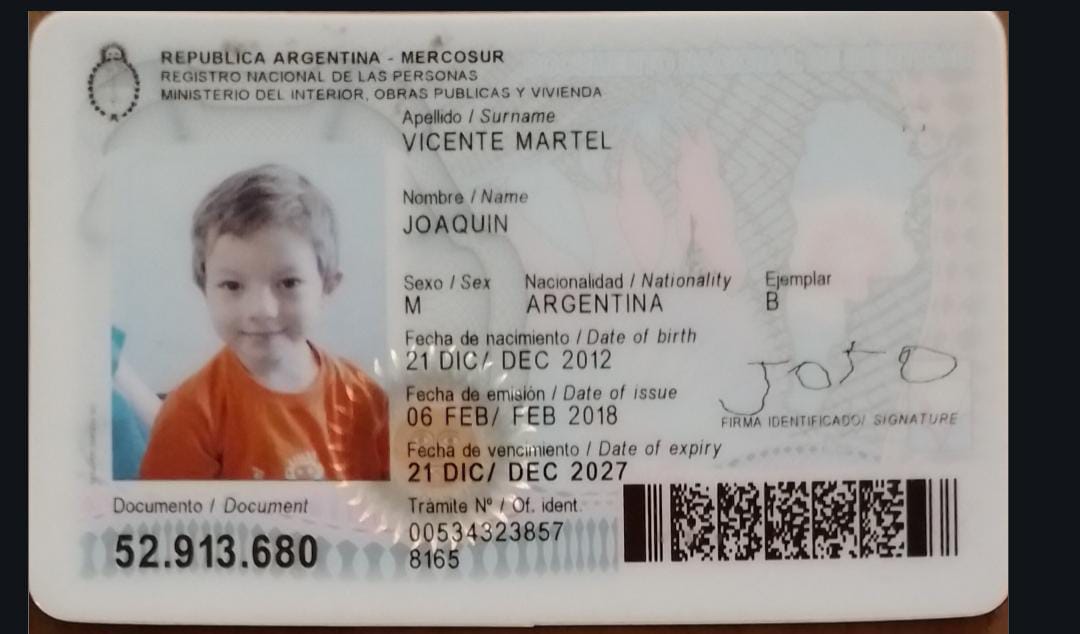 REPUBLICA ARGENTINA - MERCOSUR
REGISTRO NACIONAL DE LAS PERSONAS
MINISTERIO DEL INTERIOR, OBRAS PUBLICAS Y VIVIENDA
Apellido / Surname
VICENTE MARTEL
Nombre / Name
JOAQUIN
Sexo / Sex Nacionalidad / Nationality Ejemplar
M ARGENTINA B
Fecha de nacimiento / Date of birth
21 DIC/ DEC 2012
Fecha de emisión / Date of issue
06 FEB/ FEB 2018
FIRMA IDENTIFICADO/ SIGNATURE
Fecha de vencimiento / Date of expiry
21 DIC/ DEC 2027
Documento / Document
52.913.680
Trámite Nº / Of. ident.
00534323857
8165